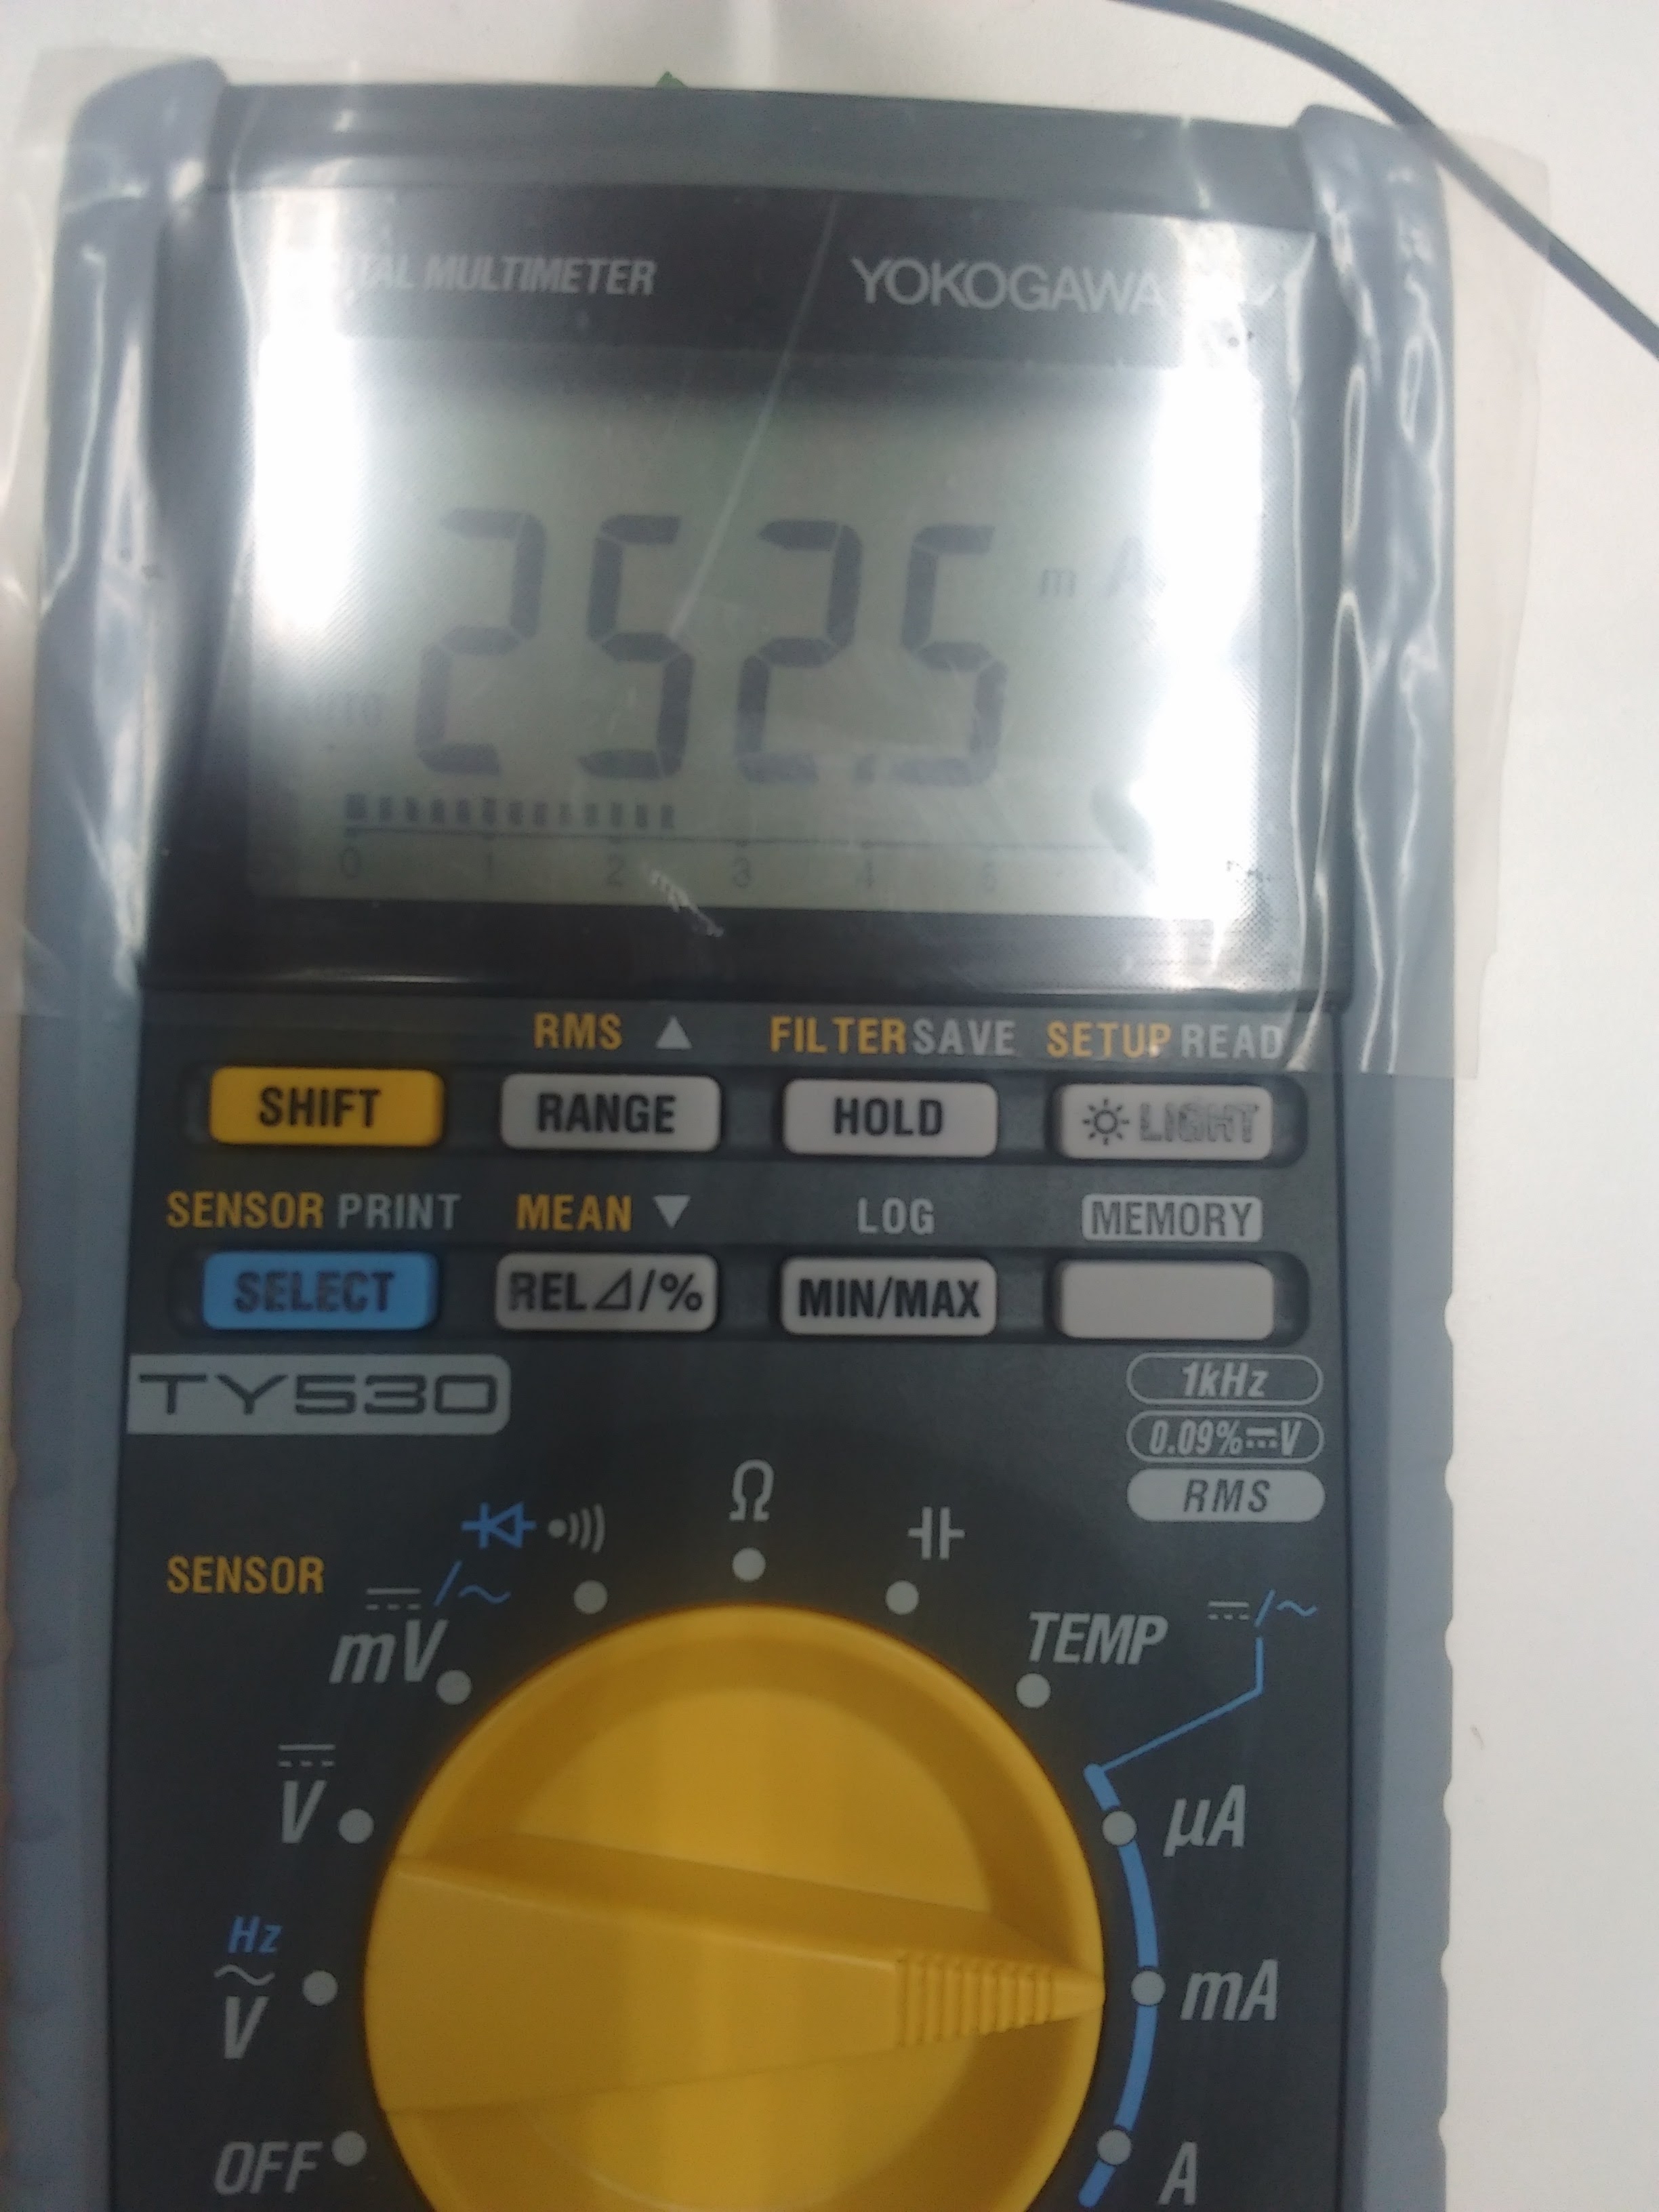 DIGITAL MULTIMETER YOKOGAWA
252.5 m A
0 1 2 3 4 5
RMS ▲ FILTER SAVE SETUP READ
SHIFT RANGE HOLD LIGHT
SENSOR PRINT MEAN ▼ LOG MEMORY
SELECT REL⊿/% MIN/MAX
TY530
1kHz
0.09% V
RMS
Ω
SENSOR
mV
TEMP
V
µA
Hz
V
mA
OFF
A